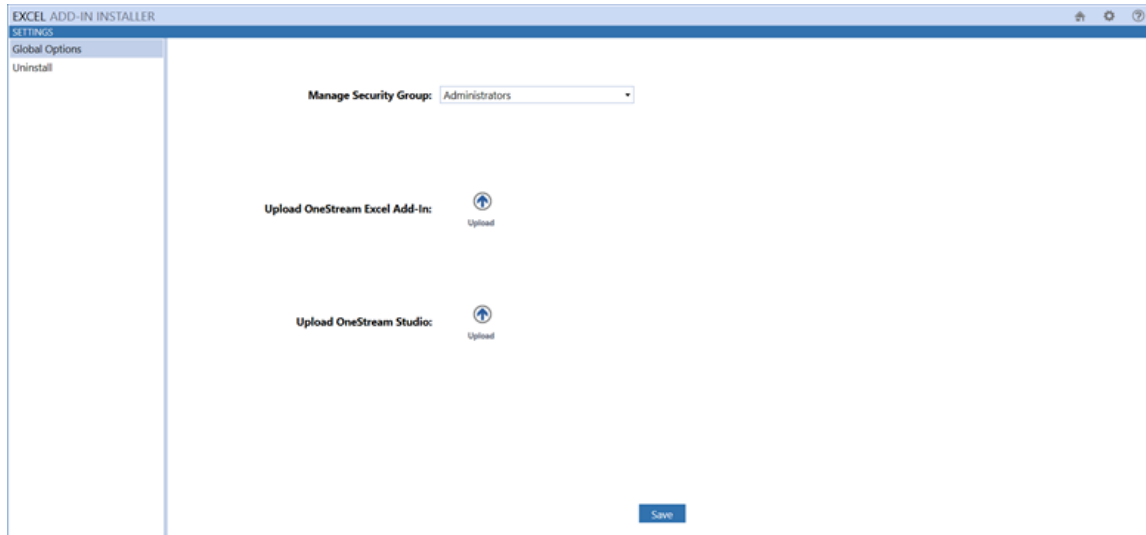 EXCEL ADD-IN INSTALLER
SETTINGS
Global Options
Uninstall
Manage Security Group: Administrators
Upload OneStream Excel Add-In:
Upload
Upload OneStream Studio:
Upload
Save